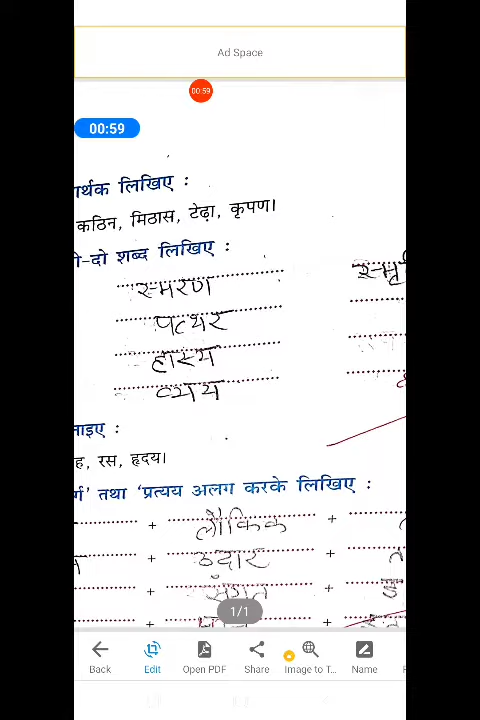 Ad Space
00:59
00:59
र्थक लिखिए :
कठिन, मिठास, टेढ़ा, कृपण।
-दो शब्द लिखिए :
स्मरण
पत्थर
हास्य
व्यय
नाइए :
ह, रस, हृदय।
तथा 'प्रत्यय अलग करके लिखिए :
+ लौकिक +
+ उदार +
+ संगत +
+ +
1/1
Back Edit Open PDF Share Image to T... Name